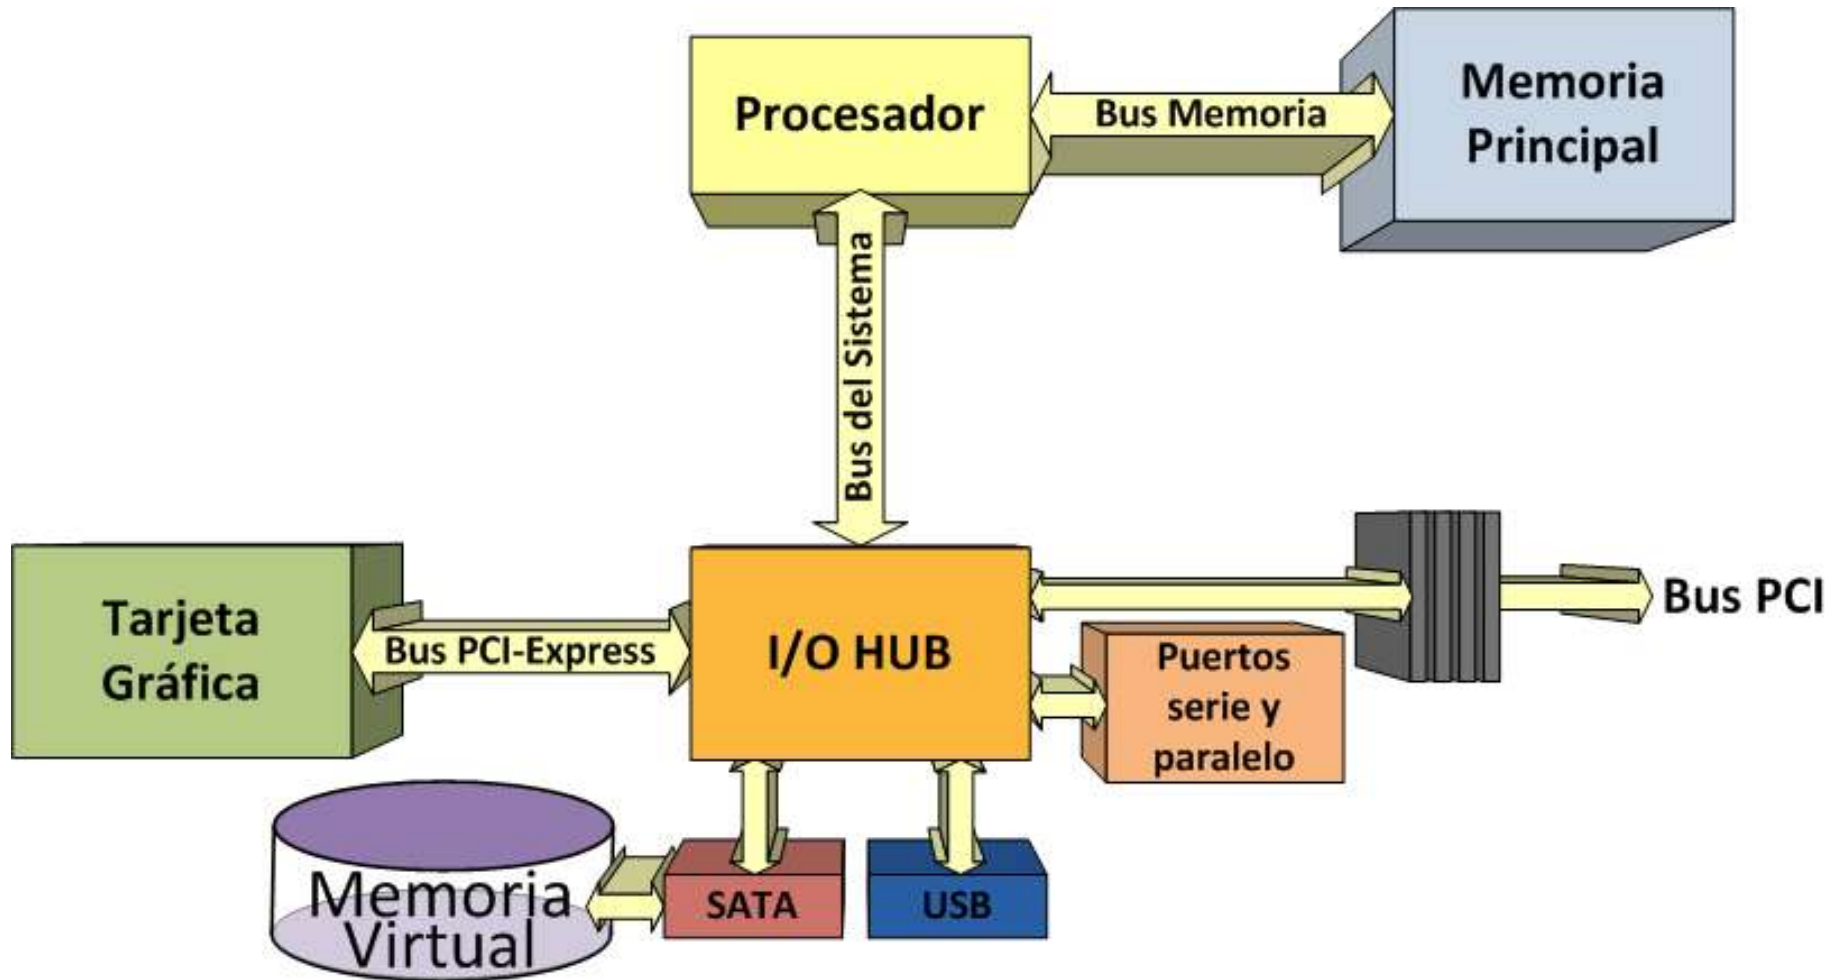 Procesador
Bus Memoria
Memoria
Principal
Bus del Sistema
Tarjeta
Gráfica
Bus PCI-Express
I/O HUB
Bus PCI
Puertos
serie y
paralelo
Memoria
Virtual
SATA
USB